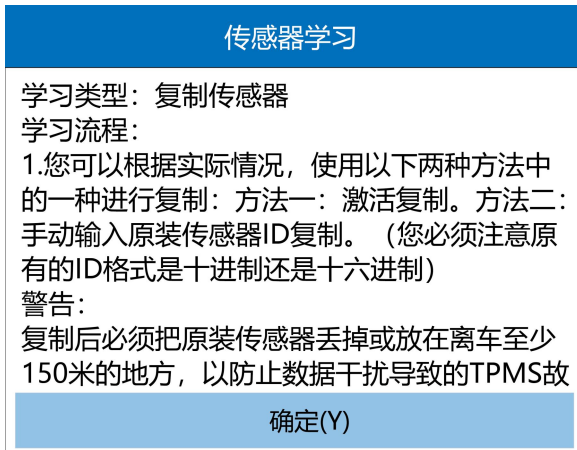 传感器学习
学习类型：复制传感器
学习流程：
1.您可以根据实际情况，使用以下两种方法中
的一种进行复制：方法一：激活复制。方法二：
手动输入原装传感器ID复制。（您必须注意原
有的ID格式是十进制还是十六进制）
警告：
复制后必须把原装传感器丢掉或放在离车至少
150米的地方，以防止数据干扰导致的TPMS故
确定(Y)